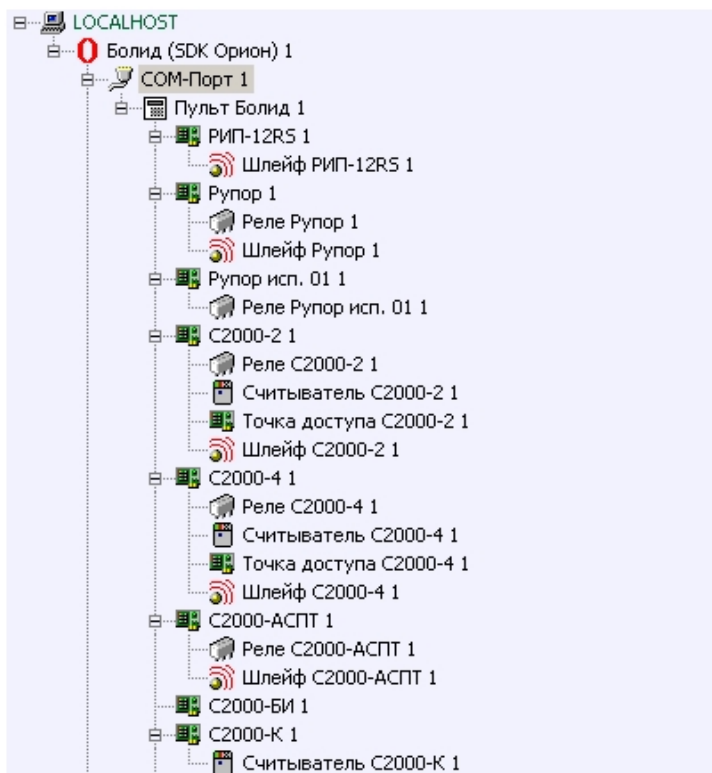 LOCALHOST
Болид (SDK Орион) 1
COM-Порт 1
Пульт Болид 1
РИП-12RS 1
Шлейф РИП-12RS 1
Рупор 1
Реле Рупор 1
Шлейф Рупор 1
Рупор исп. 01 1
Реле Рупор исп. 01 1
С2000-2 1
Реле С2000-2 1
Считыватель С2000-2 1
Точка доступа С2000-2 1
Шлейф С2000-2 1
С2000-4 1
Реле С2000-4 1
Считыватель С2000-4 1
Точка доступа С2000-4 1
Шлейф С2000-4 1
С2000-АСПТ 1
Реле С2000-АСПТ 1
Шлейф С2000-АСПТ 1
С2000-БИ 1
С2000-К 1
Считыватель С2000-К 1